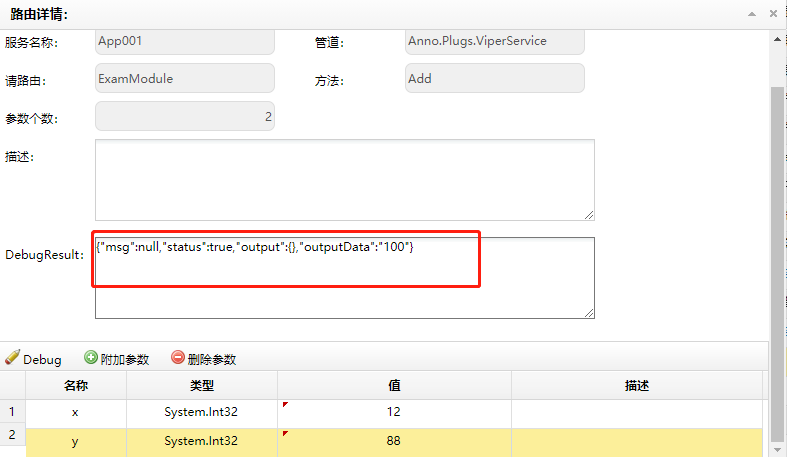 路由详情:
服务名称: App001 管道: Anno.Plugs.ViperService
请路由: ExamModule 方法: Add
参数个数: 2
描述:
DebugResult: {"msg":null,"status":true,"output":{},"outputData":"100"}
Debug 附加参数 删除参数
名称 类型 值 描述
1 x System.Int32 12
2 y System.Int32 88